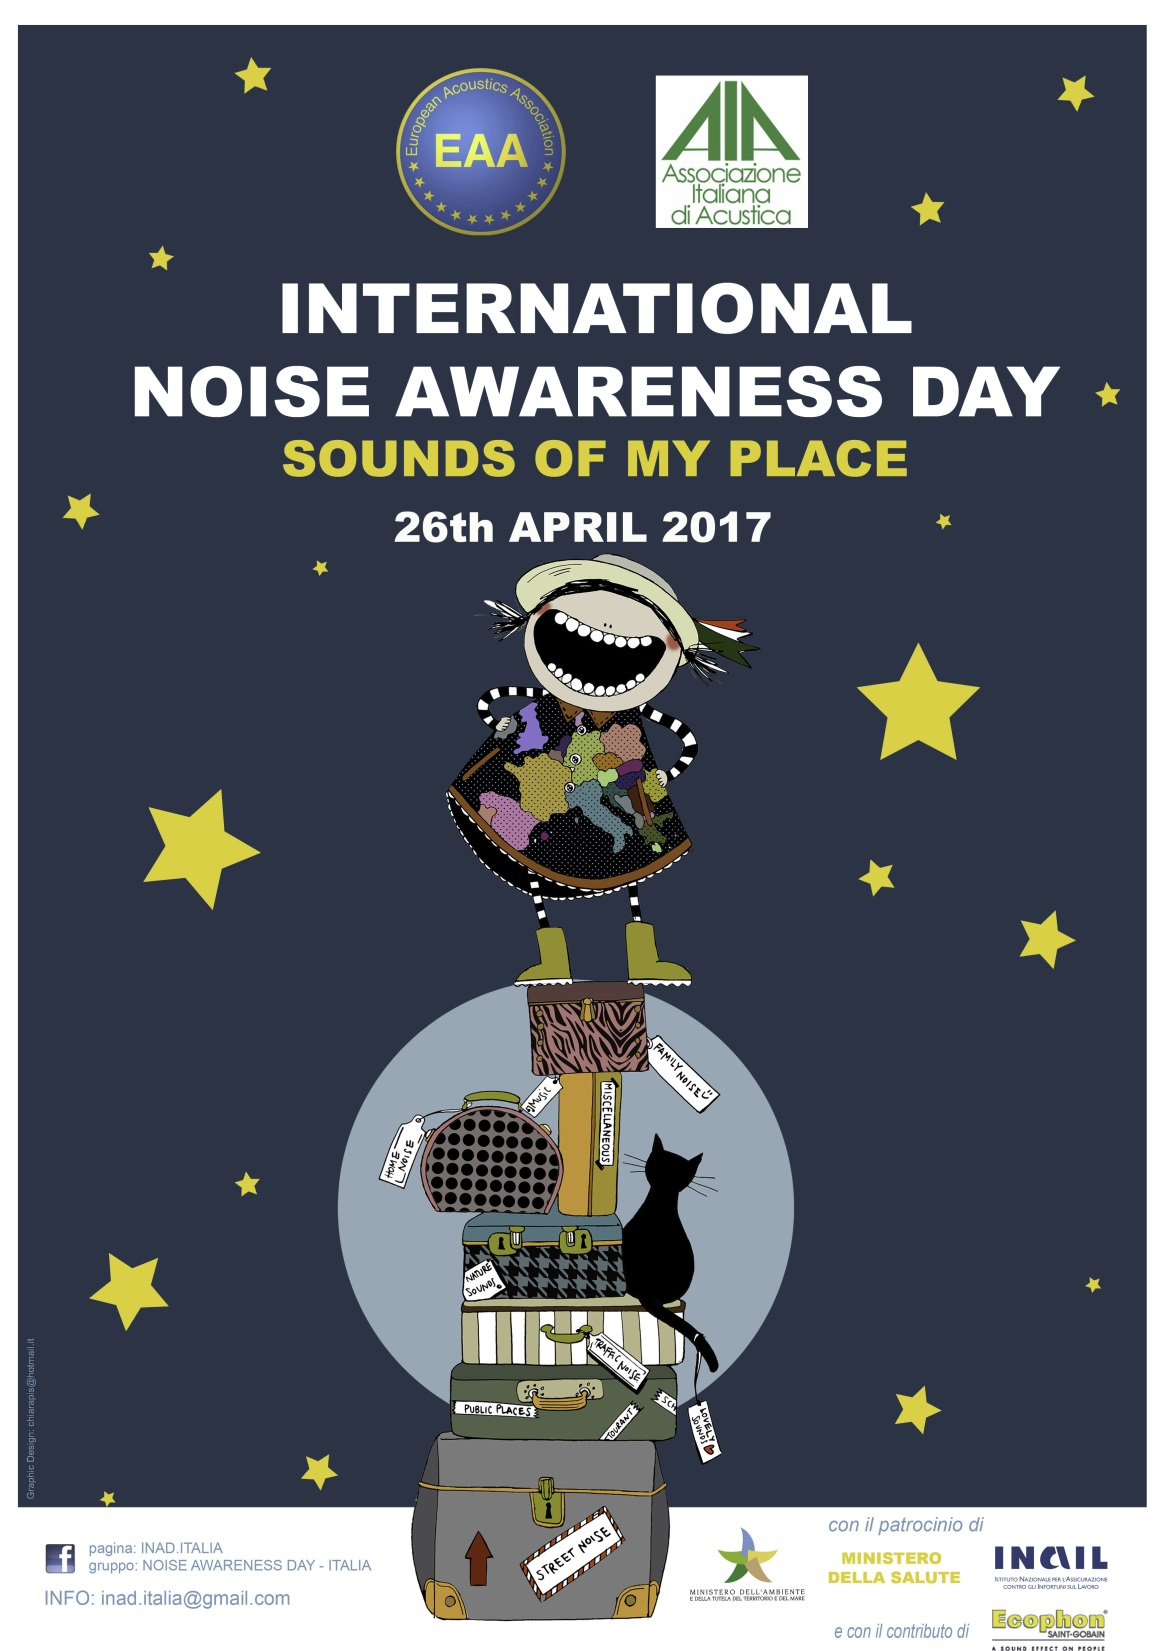 European Acoustics Association
EAA
AIA
Associazione
Italiana
di Acustica
INTERNATIONAL
NOISE AWARENESS DAY
SOUNDS OF MY PLACE
26th APRIL 2017
FAMILY NOISE
MUSIC
MISCELLANEOUS
HOME
NOISE
NATURE
SOUNDS
TRAFFIC NOISE
PUBLIC PLACES
SCH
TOURANT
LOVELY
SOUNDS
STREET NOISE
Graphic Design: chiarapis@hotmail.it
pagina: INAD.ITALIA
gruppo: NOISE AWARENESS DAY - ITALIA
INFO: inad.italia@gmail.com
MINISTERO DELL'AMBIENTE
E DELLA TUTELA DEL TERRITORIO E DEL MARE
con il patrocinio di
MINISTERO
DELLA SALUTE
INAIL
ISTITUTO NAZIONALE PER L'ASSICURAZIONE
CONTRO GLI INFORTUNI SUL LAVORO
e con il contributo di
Ecophon®
SAINT-GOBAIN
A SOUND EFFECT ON PEOPLE